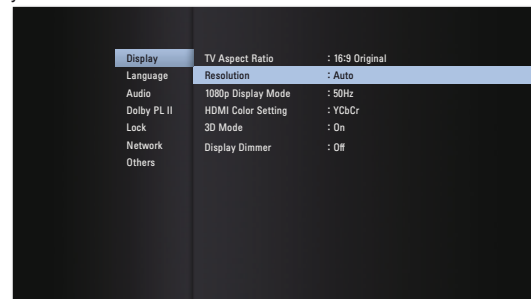 Display
Language
Audio
Dolby PL II
Lock
Network
Others
TV Aspect Ratio : 16:9 Original
Resolution : Auto
1080p Display Mode : 50Hz
HDMI Color Setting : YCbCr
3D Mode : On
Display Dimmer : Off